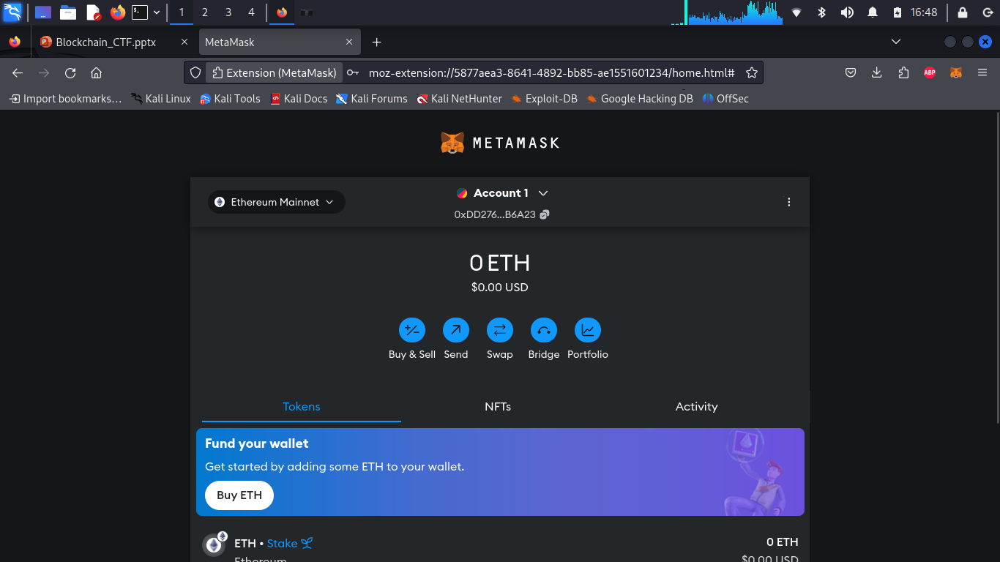 1 2 3 4 16:48
Blockchain_CTF.pptx
MetaMask
Extension (MetaMask) moz-extension://5877aea3-8641-4892-bb85-ae1551601234/home.html#
ABP
Import bookmarks… Kali Linux Kali Tools Kali Docs Kali Forums Kali NetHunter Exploit-DB Google Hacking DB OffSec
METAMASK
Ethereum Mainnet
Account 1
0xDD276...B6A23
0 ETH
$0.00 USD
Buy & Sell Send Swap Bridge Portfolio
Tokens NFTs Activity
Fund your wallet
Get started by adding some ETH to your wallet.
Buy ETH
ETH • Stake 0 ETH
Ethereum $0.00 USD